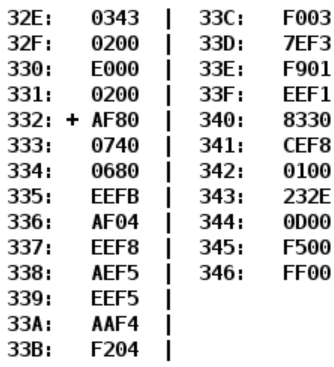 32E: 0343 | 33C: F003
32F: 0200 | 33D: 7EF3
330: E000 | 33E: F901
331: 0200 | 33F: EEF1
332: + AF80 | 340: 8330
333: 0740 | 341: CEF8
334: 0680 | 342: 0100
335: EEFB | 343: 232E
336: AF04 | 344: 0D00
337: EEF8 | 345: F500
338: AEF5 | 346: FF00
339: EEF5 |
33A: AAF4 |
33B: F204 |